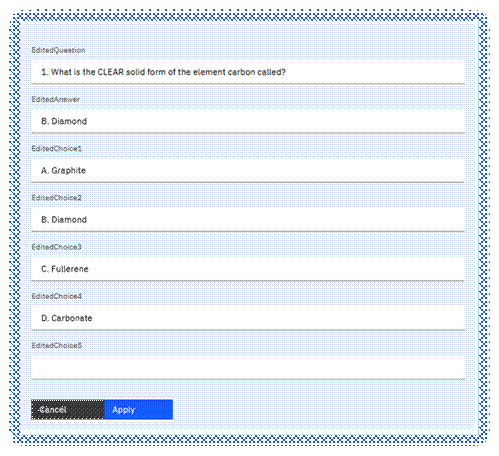 EditedQuestion
1. What is the CLEAR solid form of the element carbon called?
EditedAnswer
B. Diamond
EditedChoice1
A. Graphite
EditedChoice2
B. Diamond
EditedChoice3
C. Fullerene
EditedChoice4
D. Carbonate
EditedChoice5
Cancel Apply